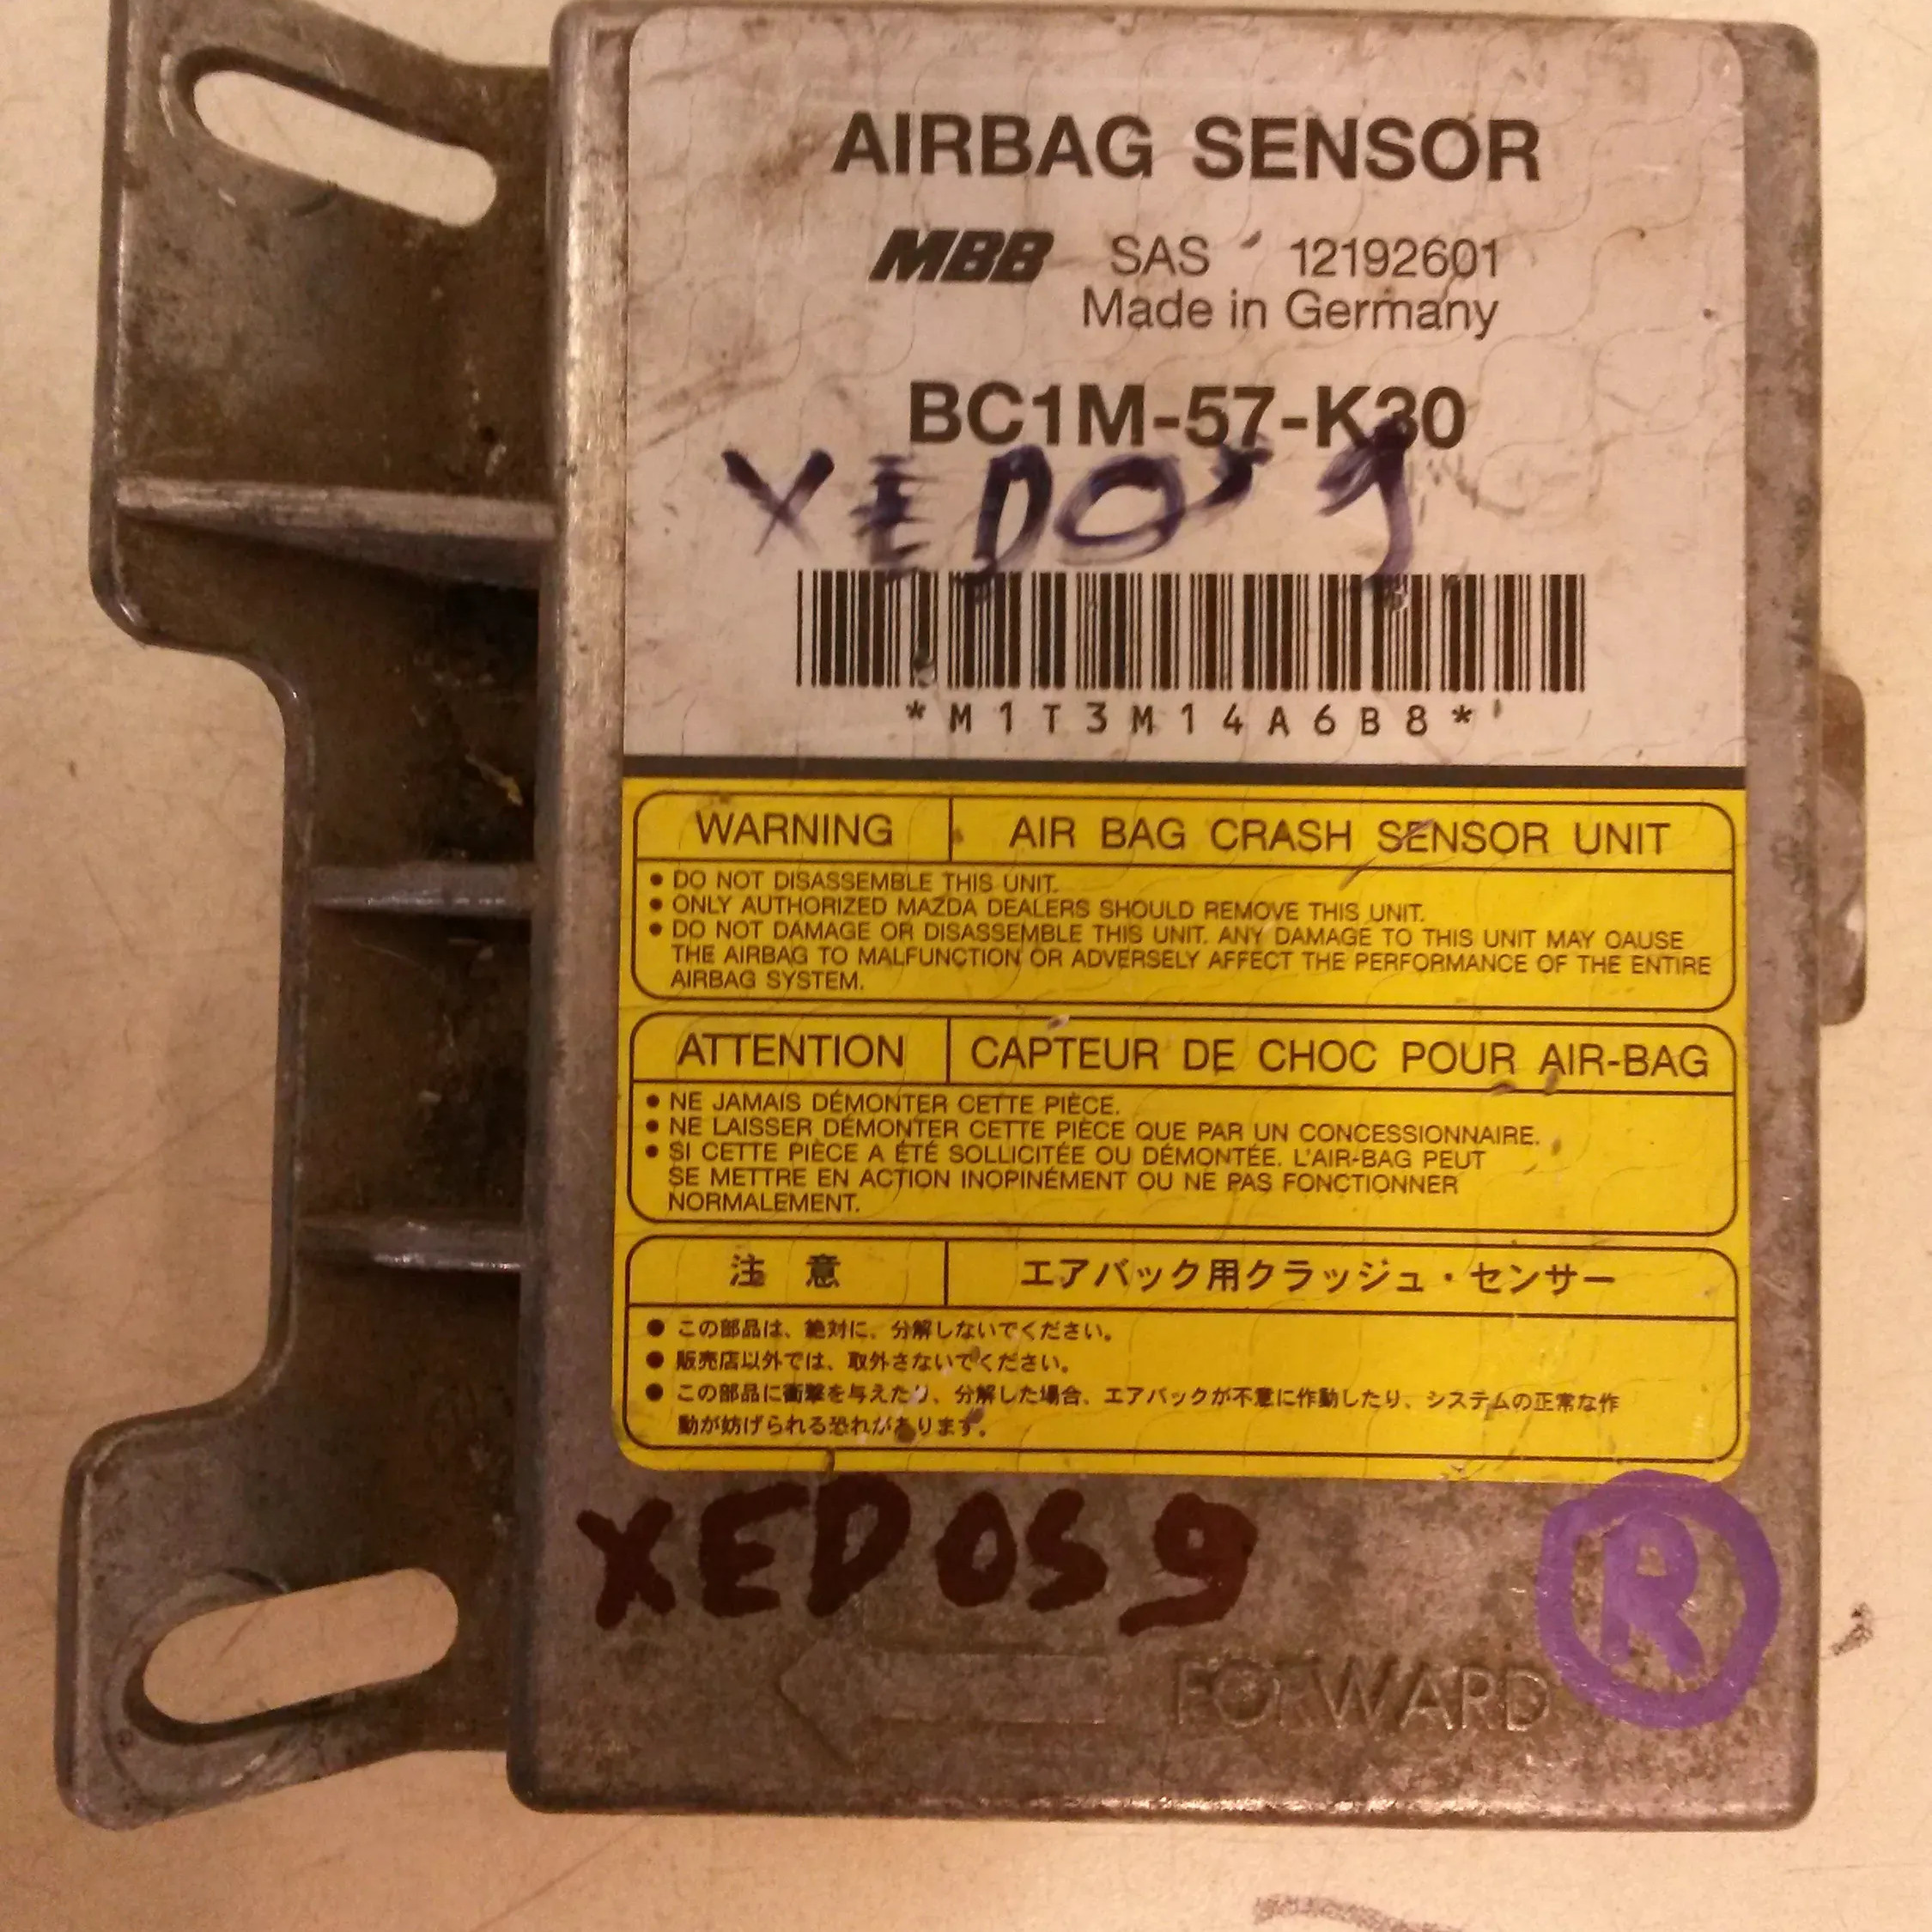 AIRBAG SENSOR
MBB SAS 12192601
Made in Germany
BC1M-57-K30
XEDOS 9
*M1T3M14A6B8*
WARNING AIR BAG CRASH SENSOR UNIT
● DO NOT DISASSEMBLE THIS UNIT.
● ONLY AUTHORIZED MAZDA DEALERS SHOULD REMOVE THIS UNIT.
● DO NOT DAMAGE OR DISASSEMBLE THIS UNIT. ANY DAMAGE TO THIS UNIT MAY OAUSE
THE AIRBAG TO MALFUNCTION OR ADVERSELY AFFECT THE PERFORMANCE OF THE ENTIRE
AIRBAG SYSTEM.
ATTENTION CAPTEUR DE CHOC POUR AIR-BAG
● NE JAMAIS DÉMONTER CETTE PIÈCE.
● NE LAISSER DÉMONTER CETTE PIÈCE QUE PAR UN CONCESSIONNAIRE.
● SI CETTE PIÈCE A ÉTÉ SOLLICITÉE OU DÉMONTÉE. L'AIR-BAG PEUT
SE METTRE EN ACTION INOPINÉMENT OU NE PAS FONCTIONNER
NORMALEMENT.
注意 エアバック用クラッシュ・センサー
● この部品は、絶対に、分解しないでください。
● 販売店以外では、取外さないでください。
● この部品に衝撃を与えたり、分解した場合、エアバックが不意に作動したり、システムの正常な作
動が妨げられる恐れがあります。
XEDOS 9
R
FORWARD